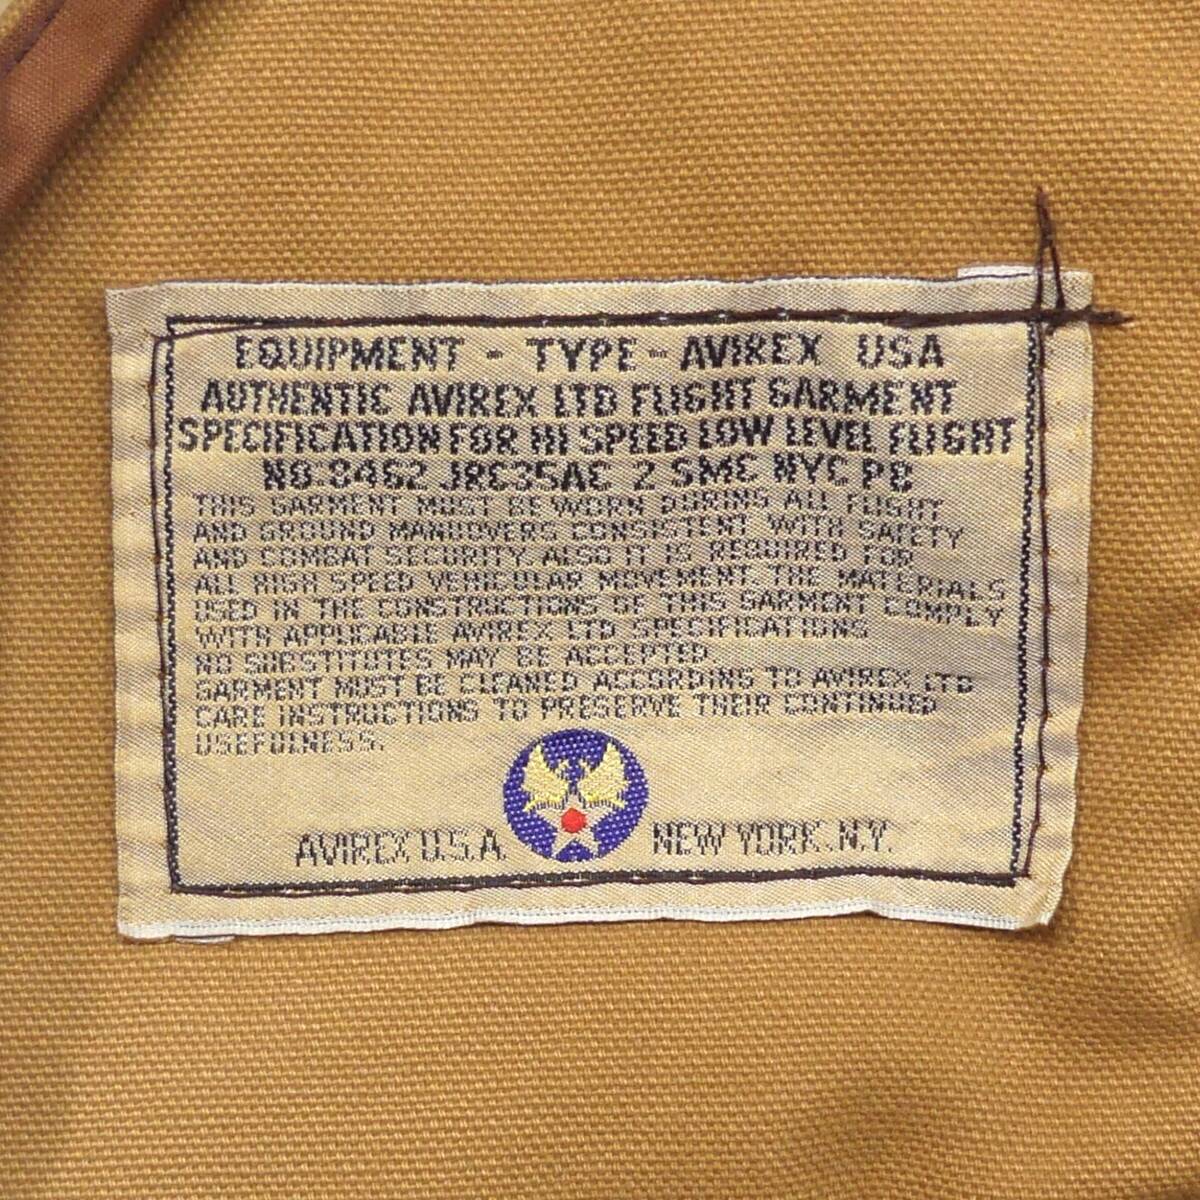 EQUIPMENT - TYPE - AVIREX USA
AUTHENTIC AVIREX LTD FLIGHT GARMENT
SPECIFICATION FOR HI SPEED LOW LEVEL FLIGHT
NO. 8462 JRC35AC 2 SMC NYC PB
THIS GARMENT MUST BE WORN DURING ALL FLIGHT
AND GROUND MANUOVERS CONSISTENT WITH SAFETY
AND COMBAT SECURITY. ALSO IT IS REQUIRED FOR
ALL HIGH SPEED VEHICULAR MOVEMENT. THE MATERIALS
USED IN THE CONSTRUCTIONS OF THIS GARMENT COMPLY
WITH APPLICABLE AVIREX LTD SPECIFICATIONS
NO SUBSTITUTES MAY BE ACCEPTED
GARMENT MUST BE CLEANED ACCORDING TO AVIREX LTD
CARE INSTRUCTIONS TO PRESERVE THEIR CONTINUED
USEFULNESS.
AVIREX U.S.A. NEW YORK. N.Y.